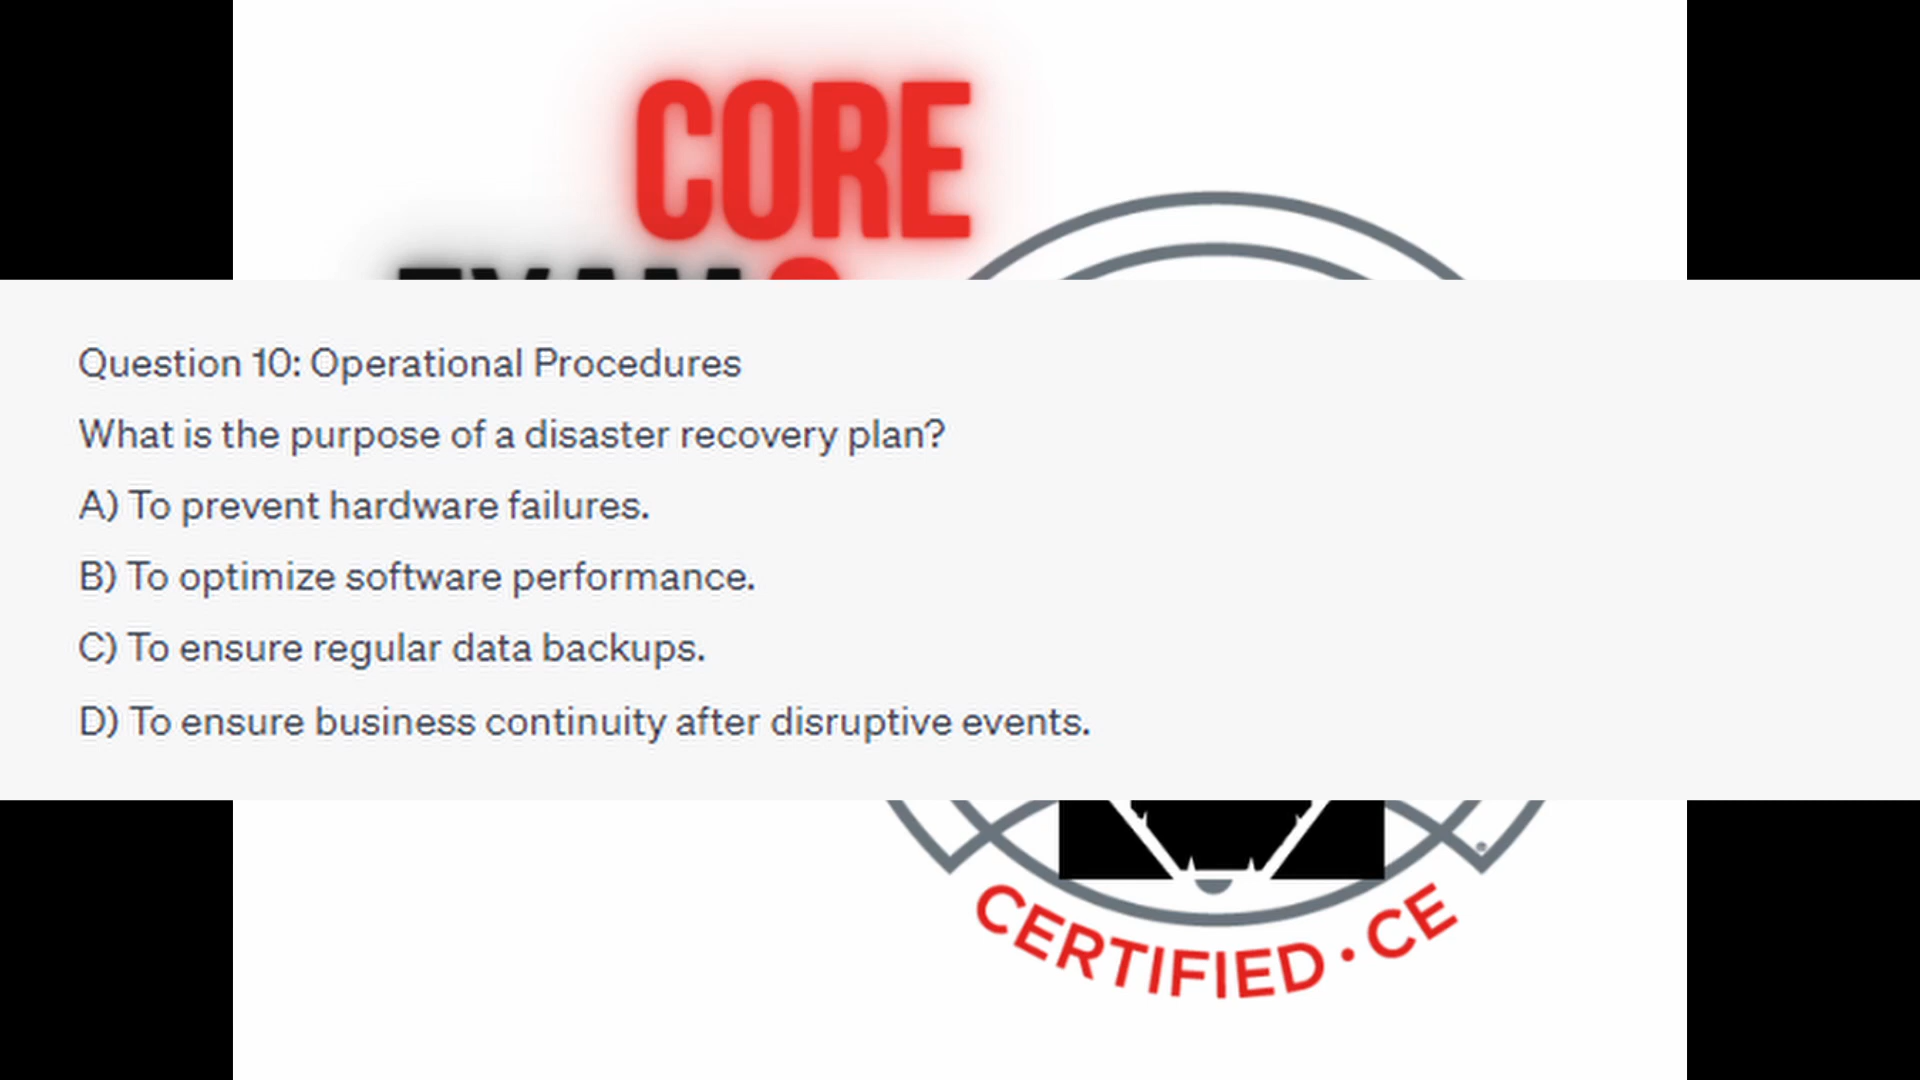 CORE
Question 10: Operational Procedures
What is the purpose of a disaster recovery plan?
A) To prevent hardware failures.
B) To optimize software performance.
C) To ensure regular data backups.
D) To ensure business continuity after disruptive events.
CERTIFIED • CE